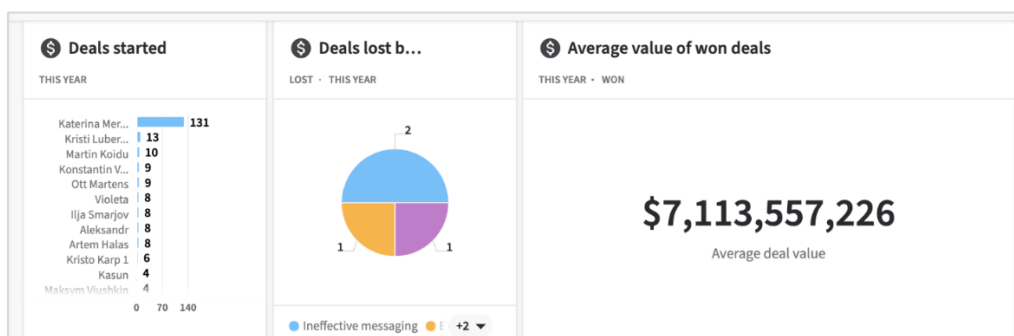 Deals started
THIS YEAR
Katerina Mer... 131
Kristi Luber... 13
Martin Koidu 10
Konstantin V... 9
Ott Martens 9
Violeta 8
Ilja Smarjov 8
Aleksandr 8
Artem Halas 8
Kristo Karp 1 6
Kasun 4
Maksym Viushkin 4
0 70 140
Deals lost b...
LOST · THIS YEAR
2
1 1
Ineffective messaging +2
Average value of won deals
THIS YEAR · WON
$7,113,557,226
Average deal value